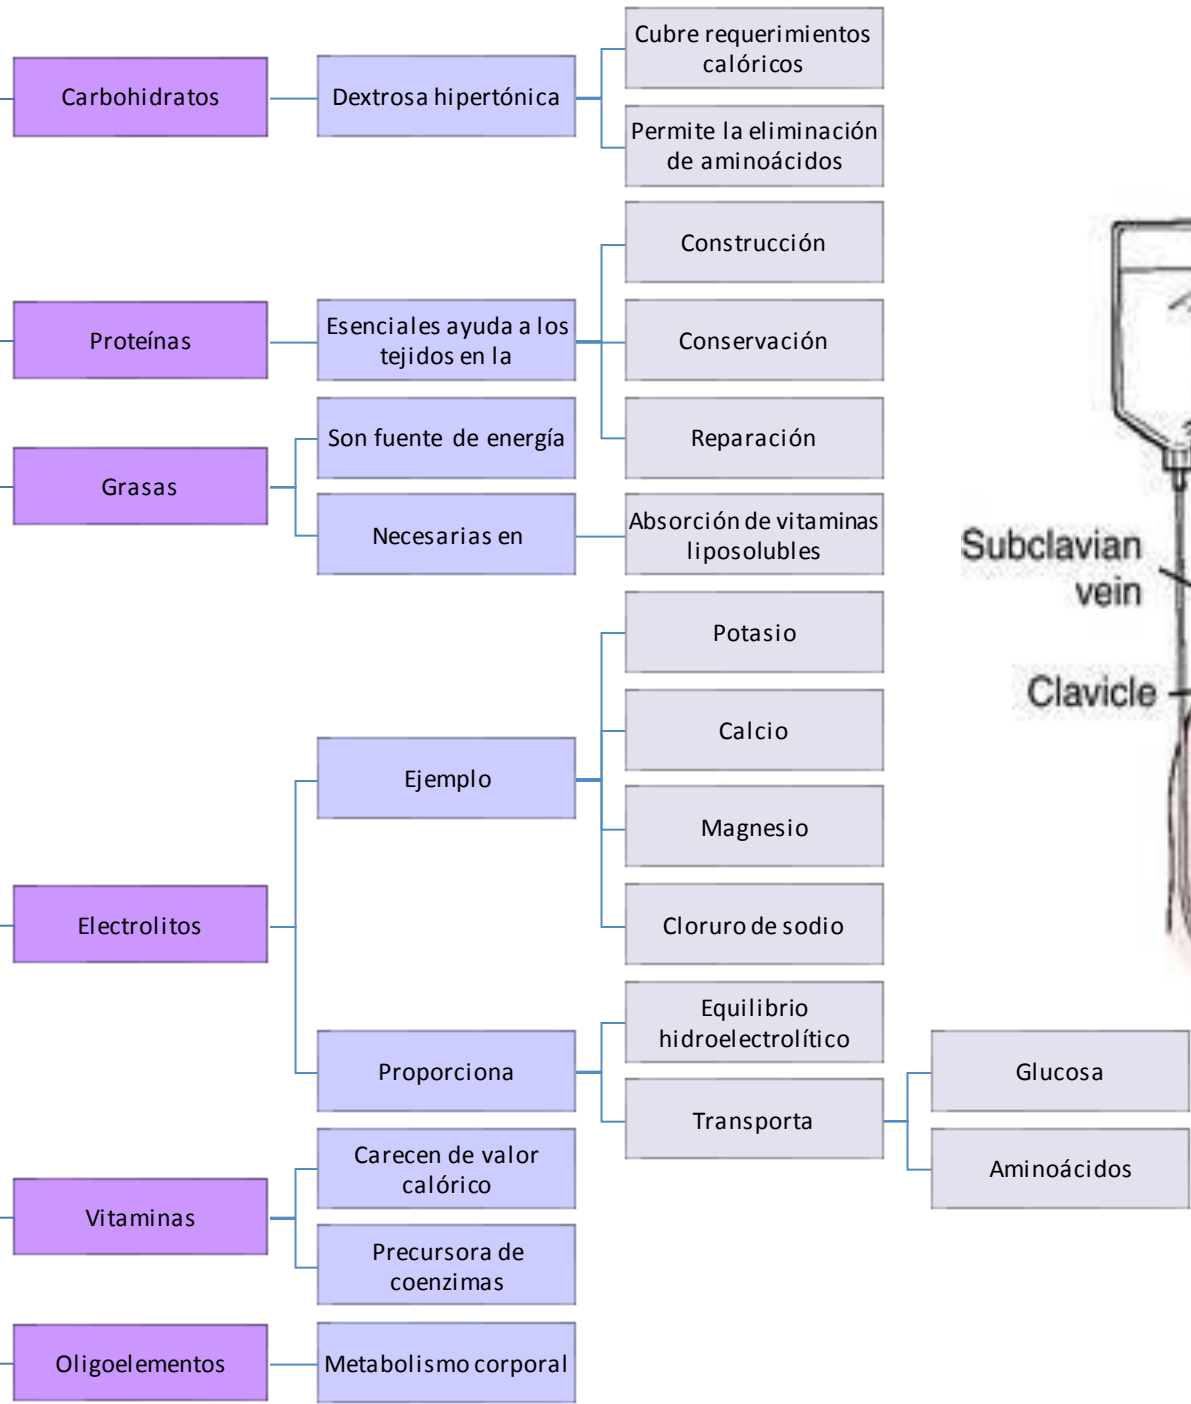 Carbohidratos
Dextrosa hipertónica
Cubre requerimientos
calóricos
Permite la eliminación
de aminoácidos
Proteínas
Esenciales ayuda a los
tejidos en la
Construcción
Conservación
Reparación
Grasas
Son fuente de energía
Necesarias en
Absorción de vitaminas
liposolubles
Electrolitos
Ejemplo
Potasio
Calcio
Magnesio
Cloruro de sodio
Proporciona
Equilibrio
hidroelectrolítico
Transporta
Glucosa
Aminoácidos
Vitaminas
Carecen de valor
calórico
Precursora de
coenzimas
Oligoelementos
Metabolismo corporal
Subclavian
vein
Clavicle